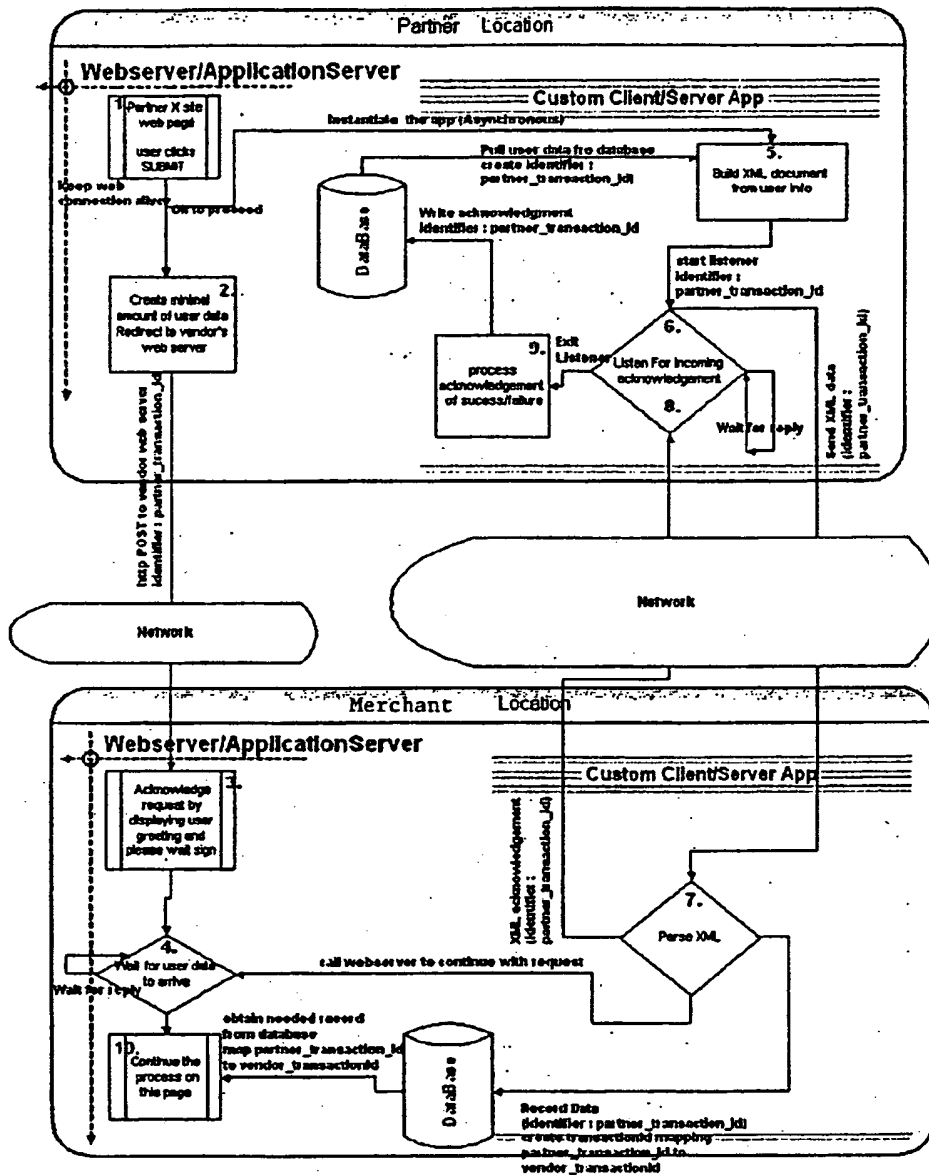 Partner Location
Webserver/ApplicationServer
Custom Client/Server App
1.
Partner X site
web page
user clicks
SUBMIT
Instantiate the app (Asynchronous)
Keep web
connection alive
Ok to proceed
Pull user data fro database
create identifier :
partner_transaction_id
5.
Build XML document
from user info
DataBase
Write acknowledgment
identifier : partner_transaction_id
start listener
identifier :
partner_transaction_id
2.
Create minimal
amount of user data
Redirect to vendor's
web server
9.
process
acknowledgement
of sucess/failure
Exit
Listener
6.
Listen For Incoming
acknowledgement
8.
Wait for reply
Send XML data
(identifier :
partner_transaction_id)
http POST to vendor web server
identifier : partner_transaction_id
Network
Network
Merchant Location
Webserver/ApplicationServer
Custom Client/Server App
3.
Acknowledge
request by
displaying user
greeting and
please wait sign
XML acknowledgement
(identifier :
partner_transaction_id)
7.
Parse XML
4.
Wait for user data
to arrive
Wait for reply
call webserver to continue with request
10.
Continue the
process on
this page
obtain needed record
from database
map partner_transaction_id
to vendor_transactionId
DataBase
Record Data
(identifier : partner_transaction_id)
create transactionId mapping
partner_transaction_id to
vendor_transactionId